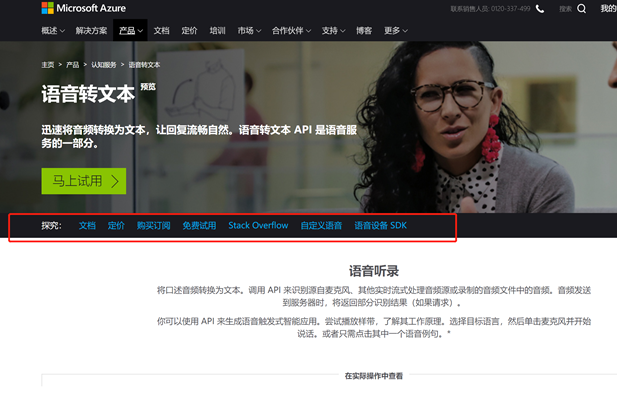 Microsoft Azure
联系销售人员: 0120-337-499
搜索
我的
概述
解决方案
产品
文档
定价
培训
市场
合作伙伴
支持
博客
更多
主页 > 产品 > 认知服务 > 语音转文本
语音转文本 预览
迅速将音频转换为文本，让回复流畅自然。语音转文本 API 是语音服
务的一部分。
马上试用
探究:
文档
定价
购买订阅
免费试用
Stack Overflow
自定义语音
语音设备 SDK
语音听录
将口述音频转换为文本。调用 API 来识别源自麦克风、其他实时流式处理音频源或录制的音频文件中的音频。音频发送
到服务器时，将返回部分识别结果（如果请求）。
你可以使用 API 来生成语音触发式智能应用。尝试播放样带，了解其工作原理。选择目标语言，然后单击麦克风并开始
说话。或者只需点击其中一个语音例句。*
在实际操作中查看